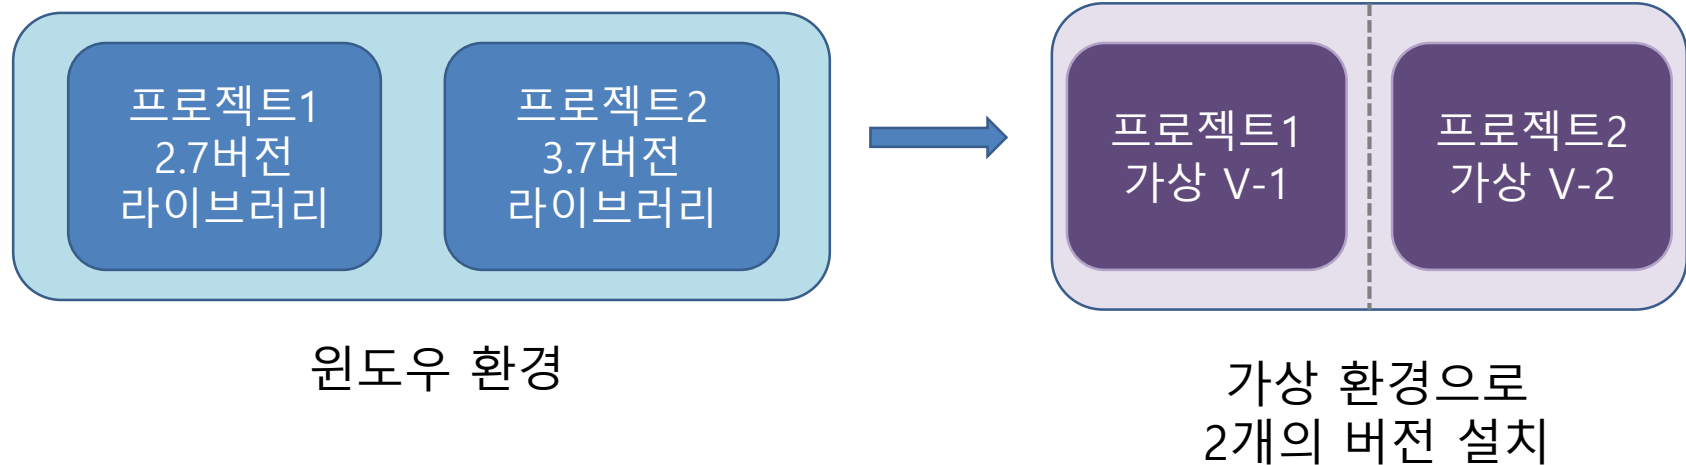 프로젝트1
2.7버전
라이브러리
프로젝트2
3.7버전
라이브러리
윈도우 환경
프로젝트1
가상 V-1
프로젝트2
가상 V-2
가상 환경으로
2개의 버전 설치